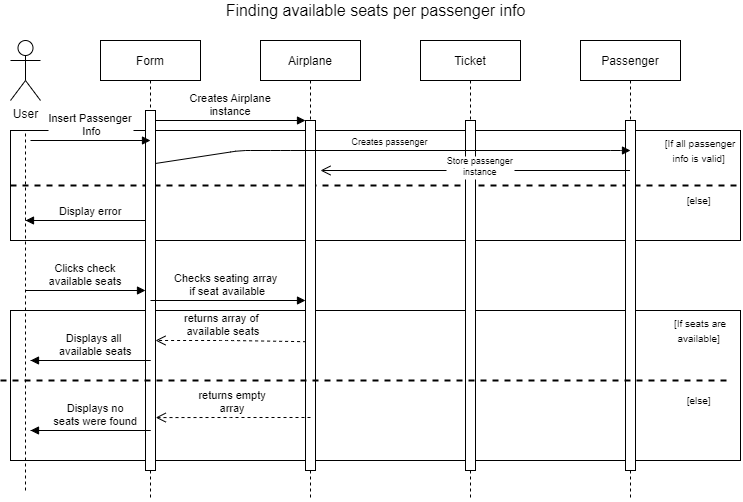 Finding available seats per passenger info
Form
Airplane
Ticket
Passenger
User
Creates Airplane
instance
Insert Passenger
Info
Creates passenger
[If all passenger
info is valid]
Store passenger
instance
[else]
Display error
Clicks check
available seats
Checks seating array
if seat available
returns array of
available seats
[If seats are
available]
Displays all
available seats
returns empty
array
[else]
Displays no
seats were found